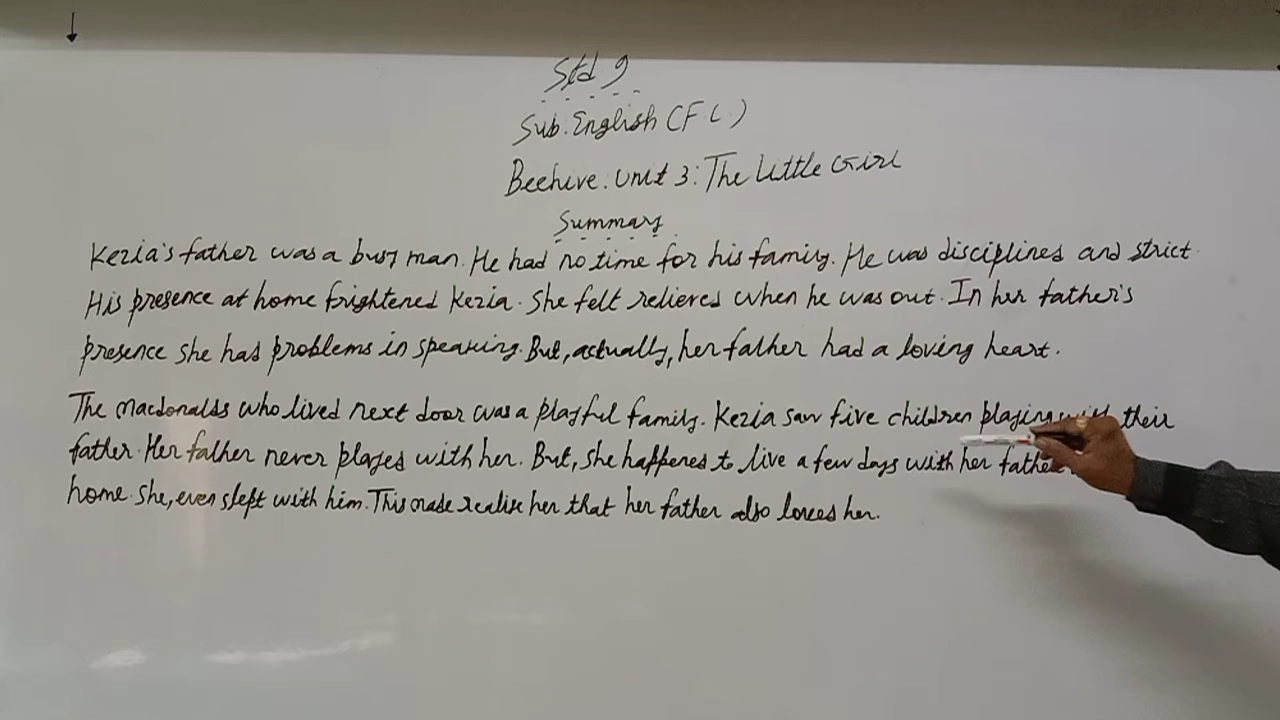 Std 9
Sub: English (FL)
Beehive: Unit 3: The Little Girl
Summary
Kezia's father was a busy man. He had no time for his family. He was disciplined and strict.
His presence at home frightened Kezia. She felt relieved when he was out. In her father's
presence she had problems in speaking. But, actually, her father had a loving heart.
The Macdonalds who lived next door was a playful family. Kezia saw five children playing with their
father. Her father never played with her. But, she happened to live a few days with her father
home. She, even slept with him. This made realise her that her father also loves her.